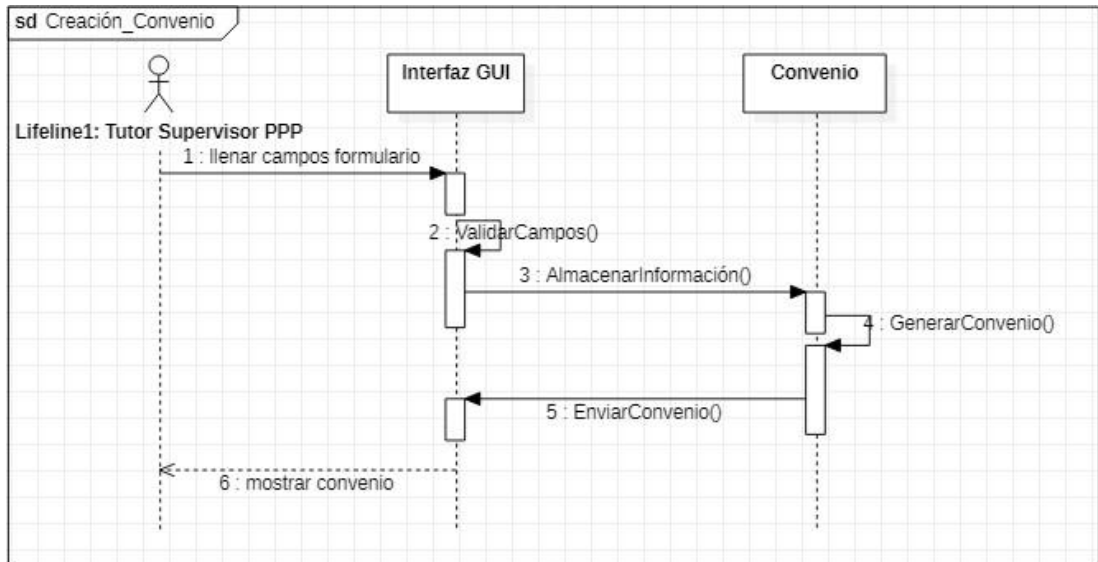 sd Creación_Convenio
Interfaz GUI
Convenio
Lifeline1: Tutor Supervisor PPP
1 : llenar campos formulario
2 : ValidarCampos()
3 : AlmacenarInformación()
4 : GenerarConvenio()
5 : EnviarConvenio()
6 : mostrar convenio